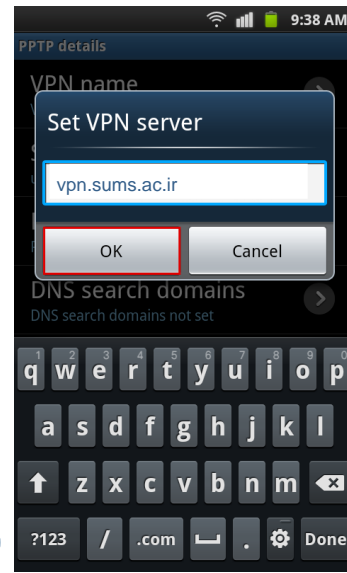 9:38 AM
PPTP details
VPN name
Set VPN server
vpn.sums.ac.ir
OK Cancel
DNS search domains
DNS search domains not set
1 2 3 4 5 6 7 8 9 0
q w e r t y u i o p
a s d f g h j k l
z x c v b n m
?123 / .com . Done